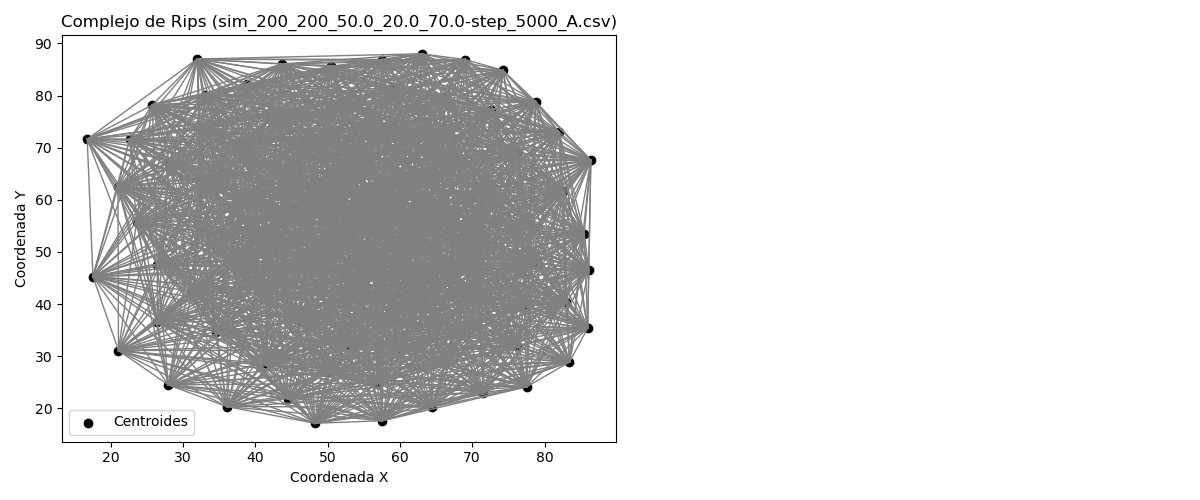 Complejo de Rips (sim_200_200_50.0_20.0_70.0-step_5000_A.csv)
90
80
70
60
50
40
30
20
Coordenada Y
Centroides
20 30 40 50 60 70 80
Coordenada X